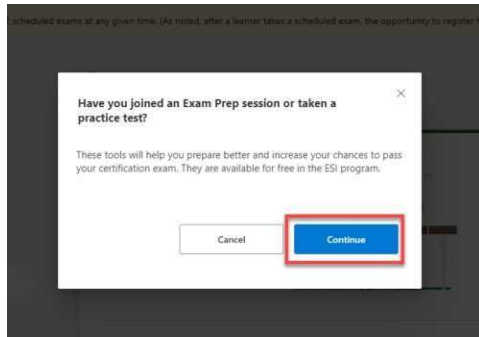 scheduled exams at any given time. (As noted, after a learner takes a scheduled exam, the opportunity to register
Have you joined an Exam Prep session or taken a
practice test?
These tools will help you prepare better and increase your chances to pass
your certification exam. They are available for free in the ESI program.
Cancel
Continue